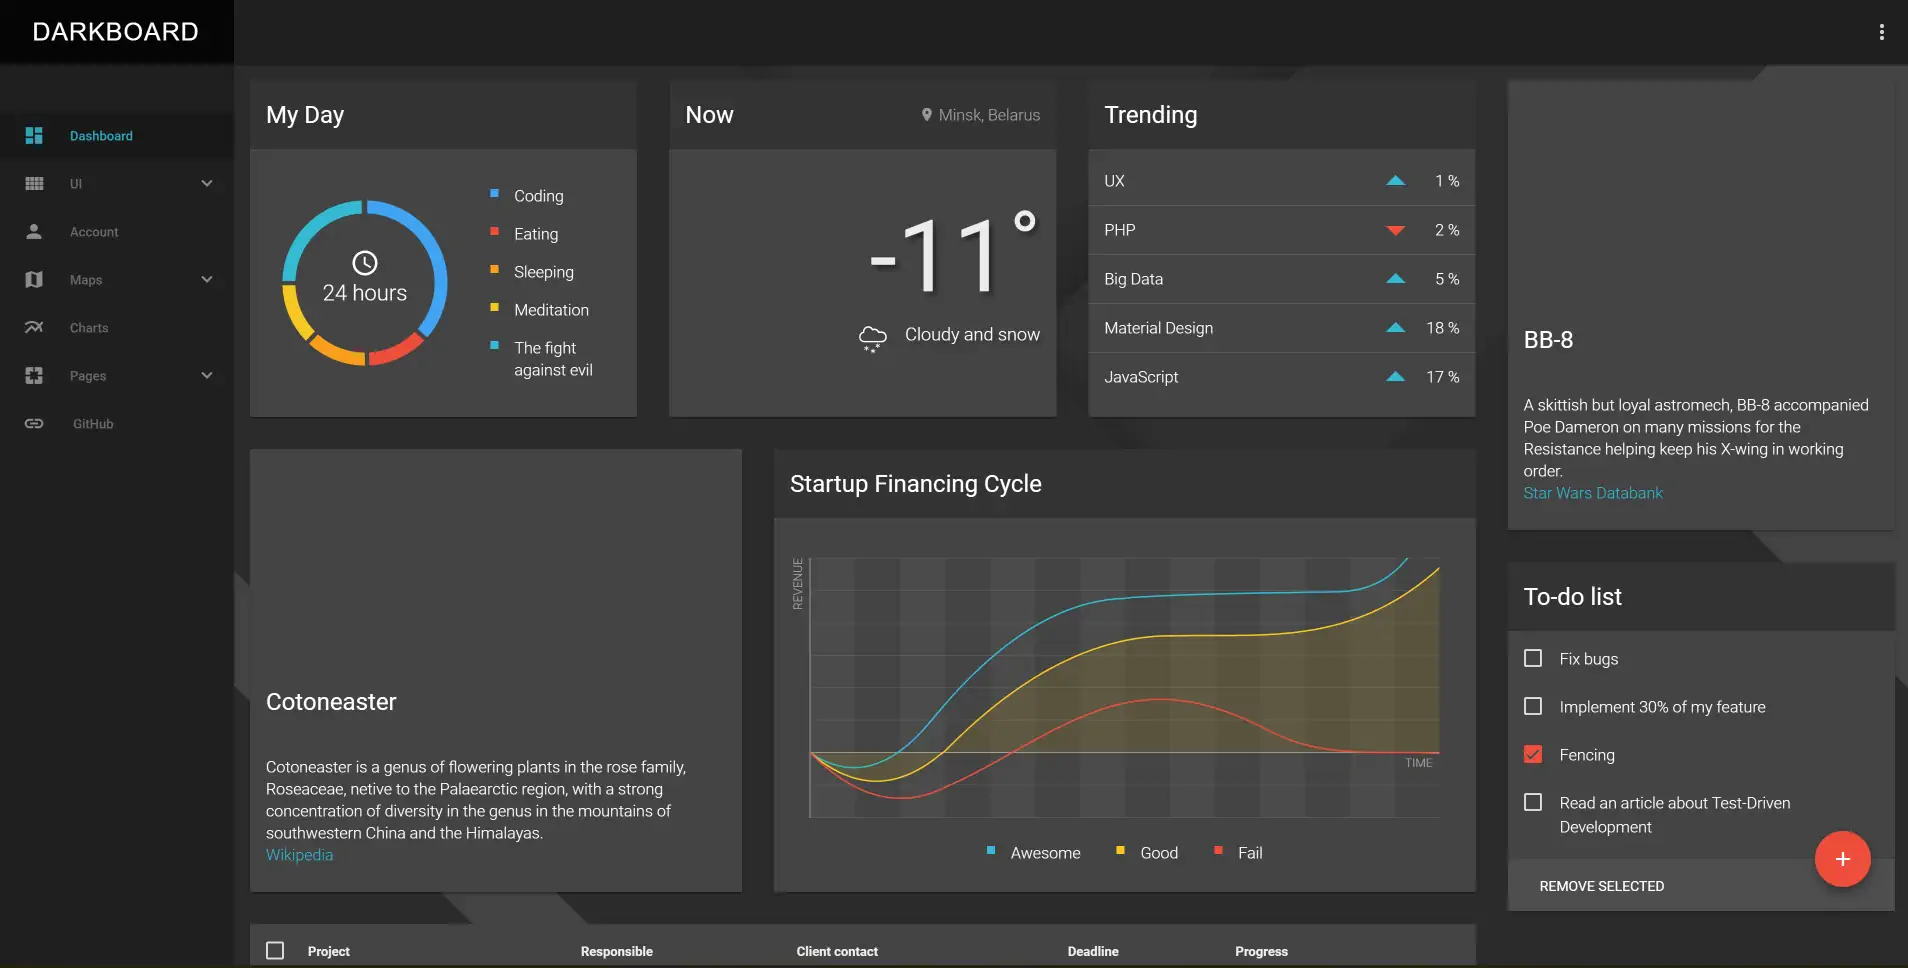 DARKBOARD
Dashboard
UI
Account
Maps
Charts
Pages
GitHub
My Day
24 hours
Coding
Eating
Sleeping
Meditation
The fight
against evil
Now
Minsk, Belarus
-11°
Cloudy and snow
Trending
UX 1 %
PHP 2 %
Big Data 5 %
Material Design 18 %
JavaScript 17 %
BB-8
A skittish but loyal astromech, BB-8 accompanied
Poe Dameron on many missions for the
Resistance helping keep his X-wing in working
order.
Star Wars Databank
Cotoneaster
Cotoneaster is a genus of flowering plants in the rose family,
Roseaceae, netive to the Palaearctic region, with a strong
concentration of diversity in the genus in the mountains of
southwestern China and the Himalayas.
Wikipedia
Startup Financing Cycle
REVENUE
TIME
Awesome Good Fail
To-do list
Fix bugs
Implement 30% of my feature
Fencing
Read an article about Test-Driven
Development
+
REMOVE SELECTED
Project Responsible Client contact Deadline Progress